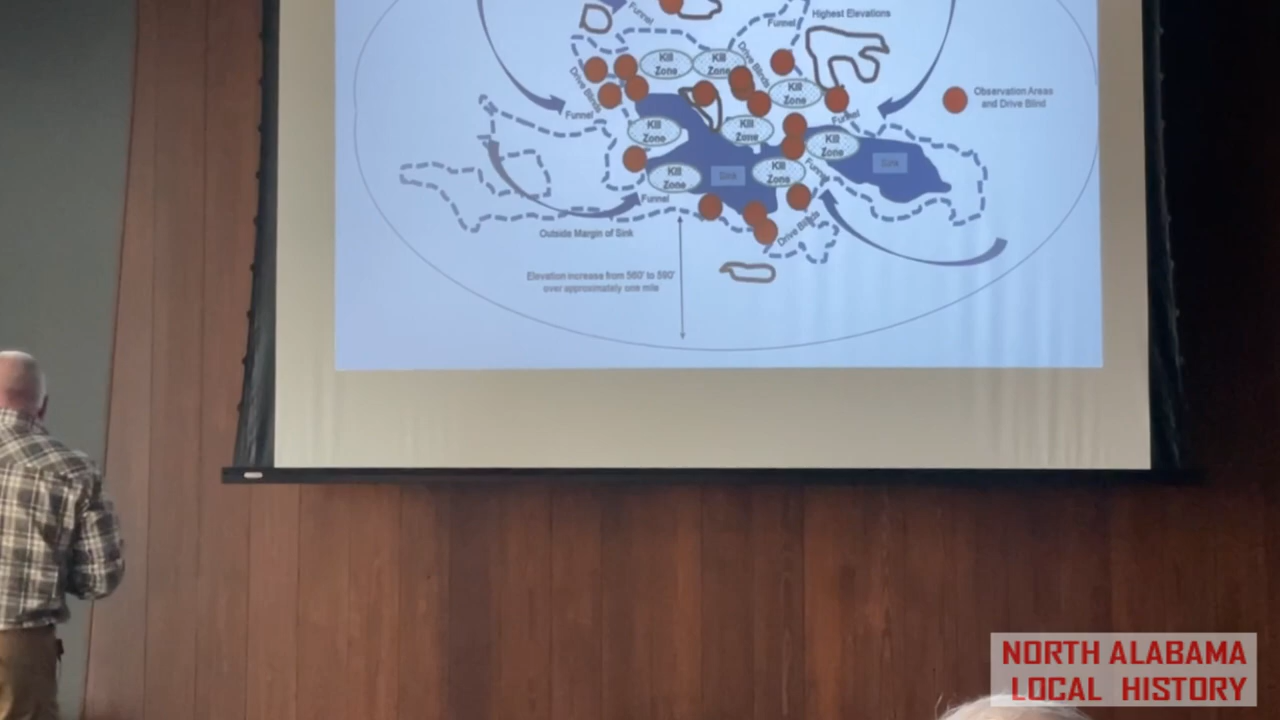 Funnel
Funnel
Highest Elevations
Kill
Zone
Kill
Zone
Drive Blinds
Drive Blinds
Kill
Zone
Observation Areas
and Drive Blind
Funnel
Funnel
Kill
Zone
Kill
Zone
Kill
Zone
Sink
Kill
Zone
Sink
Kill
Zone
Funnel
Funnel
Outside Margin of Sink
Drive Blinds
Elevation increase from 560' to 590'
over approximately one mile
NORTH ALABAMA
LOCAL HISTORY